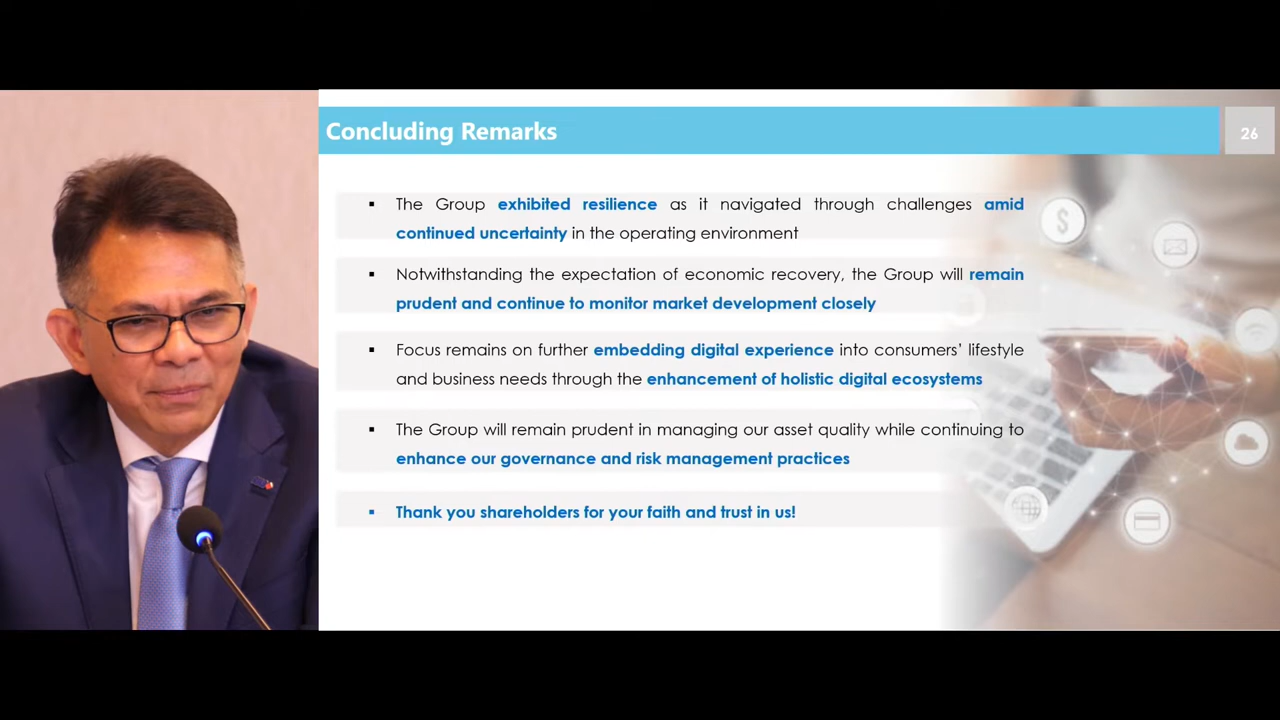 Concluding Remarks
26
▪ The Group exhibited resilience as it navigated through challenges amid
continued uncertainty in the operating environment
▪ Notwithstanding the expectation of economic recovery, the Group will remain
prudent and continue to monitor market development closely
▪ Focus remains on further embedding digital experience into consumers’ lifestyle
and business needs through the enhancement of holistic digital ecosystems
▪ The Group will remain prudent in managing our asset quality while continuing to
enhance our governance and risk management practices
▪ Thank you shareholders for your faith and trust in us!
$